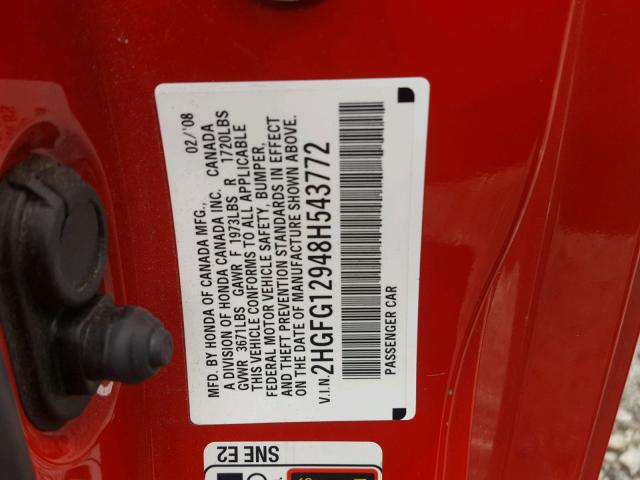 MFD. BY HONDA OF CANADA MFG., 02/'08
A DIVISION OF HONDA CANADA INC. CANADA
GVWR 3671LBS GAWR F 1973LBS R 1720LBS
THIS VEHICLE CONFORMS TO ALL APPLICABLE
FEDERAL MOTOR VEHICLE SAFETY, BUMPER,
AND THEFT PREVENTION STANDARDS IN EFFECT
ON THE DATE OF MANUFACTURE SHOWN ABOVE.
V.I.N. 2HGFG12948H543772
PASSENGER CAR
SNE E2